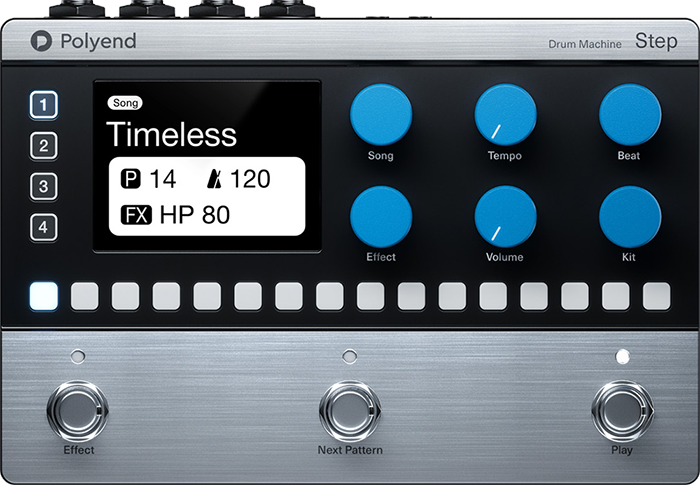 Polyend
Drum Machine Step
1
2
3
4
Song
Timeless
P 14 120
FX HP 80
Song Tempo Beat
Effect Volume Kit
Effect Next Pattern Play